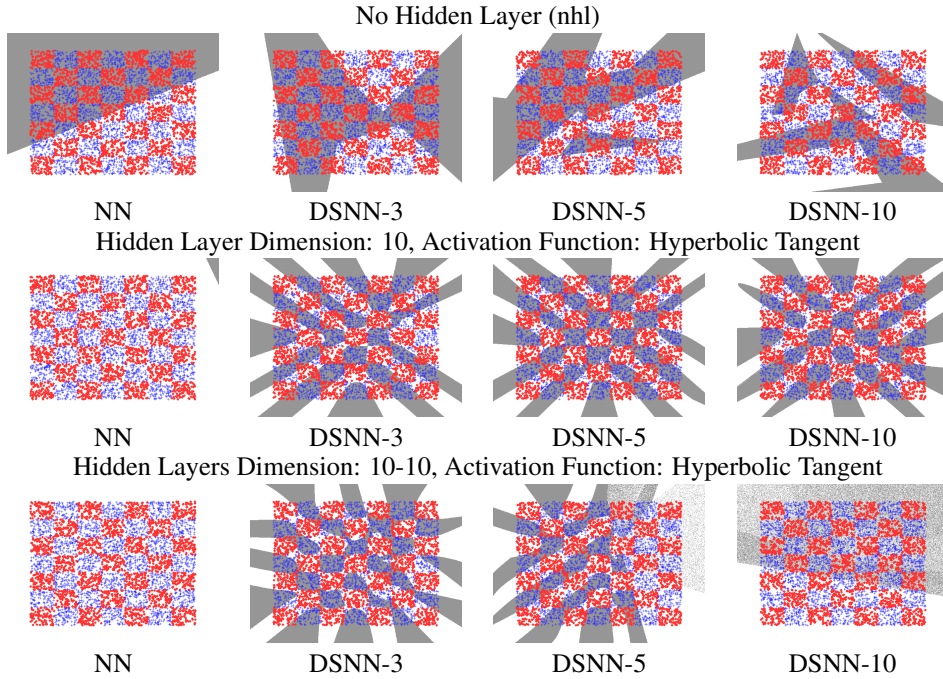 No Hidden Layer (nhl)
NN DSNN-3 DSNN-5 DSNN-10
Hidden Layer Dimension: 10, Activation Function: Hyperbolic Tangent
NN DSNN-3 DSNN-5 DSNN-10
Hidden Layers Dimension: 10-10, Activation Function: Hyperbolic Tangent
NN DSNN-3 DSNN-5 DSNN-10